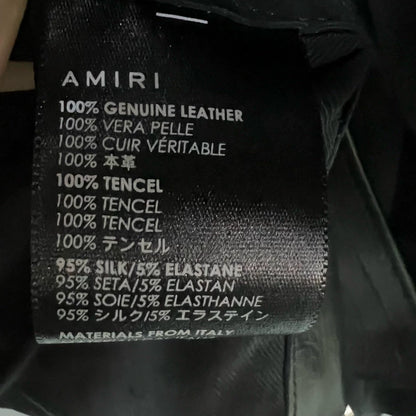 AMIRI
100% GENUINE LEATHER
100% VERA PELLE
100% CUIR VÉRITABLE
100% 本革
100% TENCEL
100% TENCEL
100% TENCEL
100% テンセル
95% SILK/5% ELASTANE
95% SETA/5% ELASTAN
95% SOIE/5% ELASTHANNE
95% シルク/5% エラステイン
MATERIALS FROM ITALY